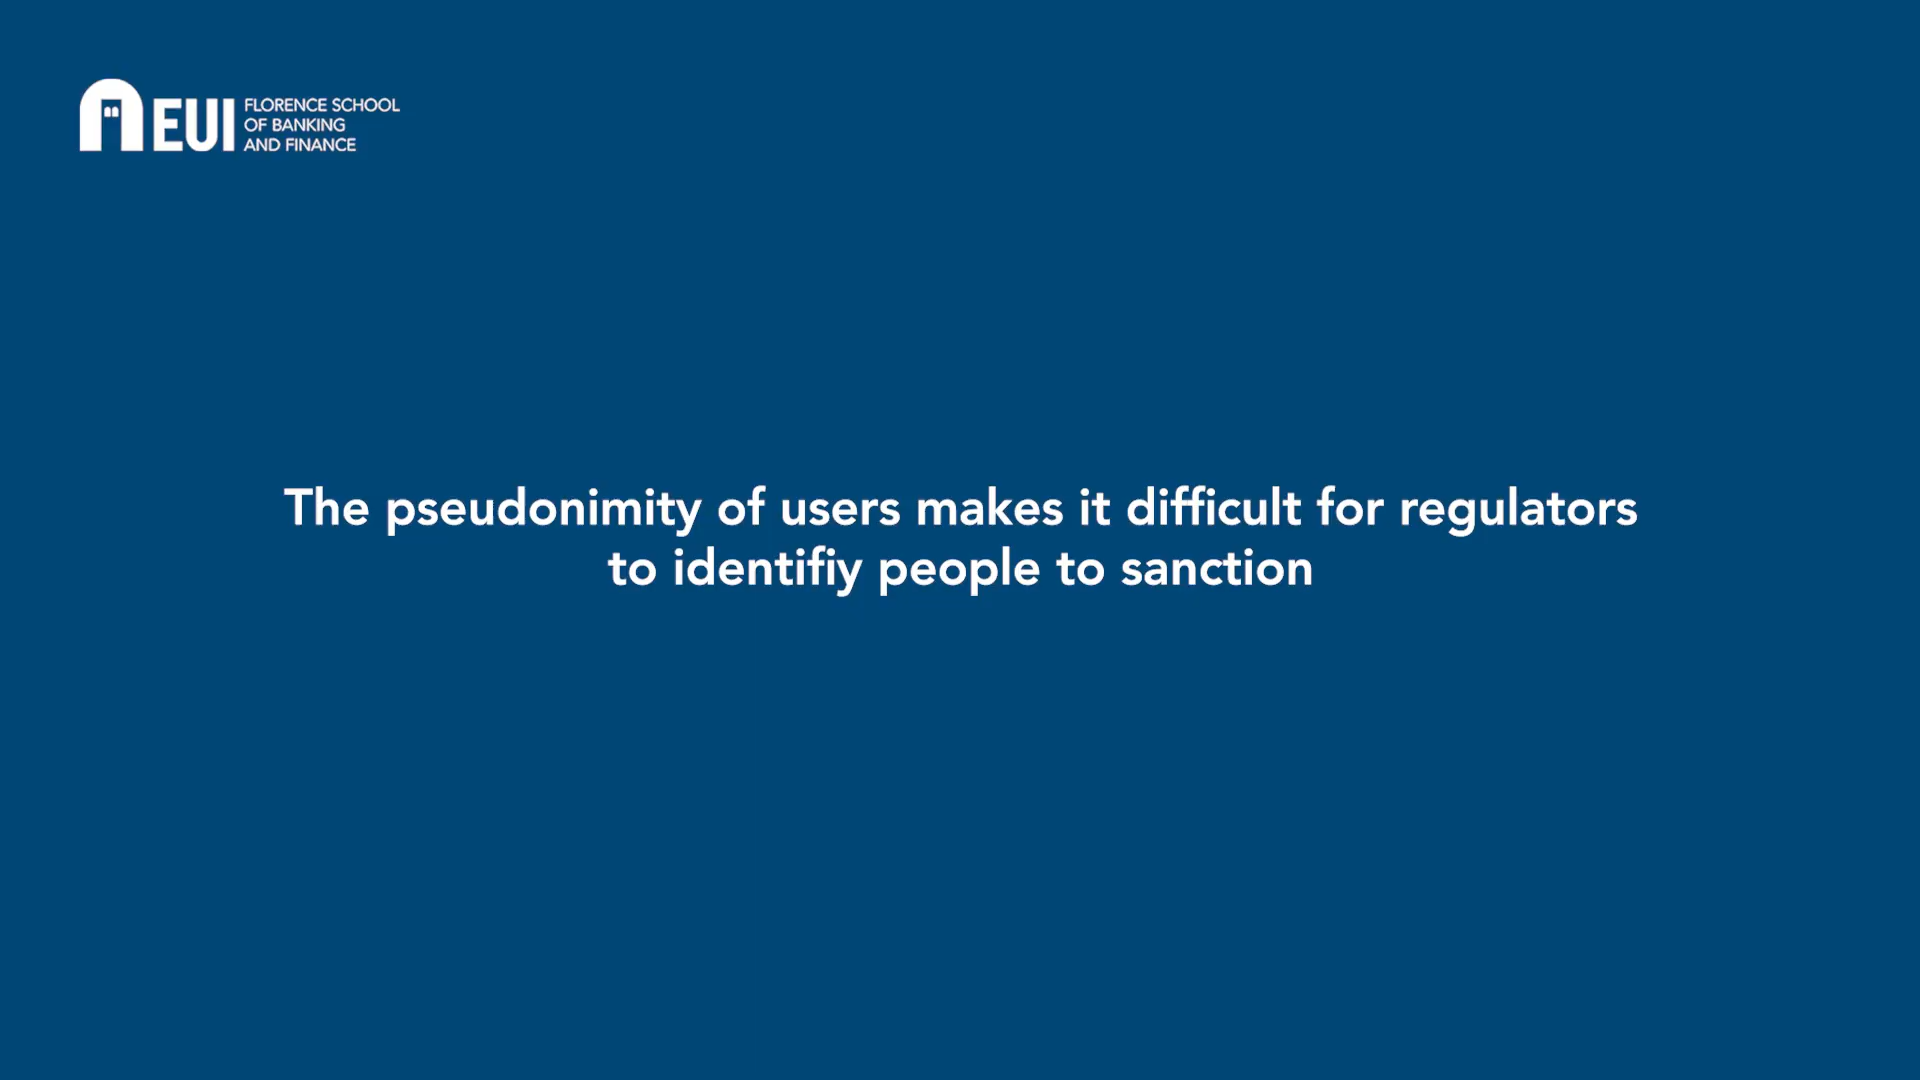 EUI
FLORENCE SCHOOL
OF BANKING
AND FINANCE
The pseudonimity of users makes it difficult for regulators
to identifiy people to sanction